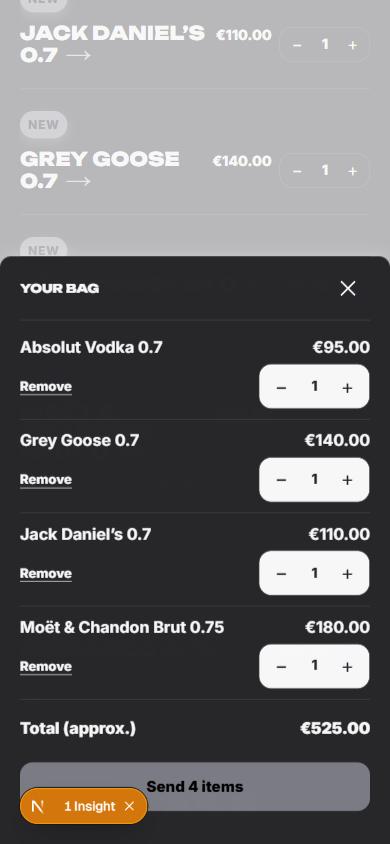 NEW
JACK DANIEL’S €110.00 − 1 +
0.7 →
NEW
GREY GOOSE €140.00 − 1 +
0.7 →
NEW
YOUR BAG
Absolut Vodka 0.7 €95.00
Remove − 1 +
Grey Goose 0.7 €140.00
Remove − 1 +
Jack Daniel’s 0.7 €110.00
Remove − 1 +
Moët & Chandon Brut 0.75 €180.00
Remove − 1 +
Total (approx.) €525.00
Send 4 items
N 1 Insight ×